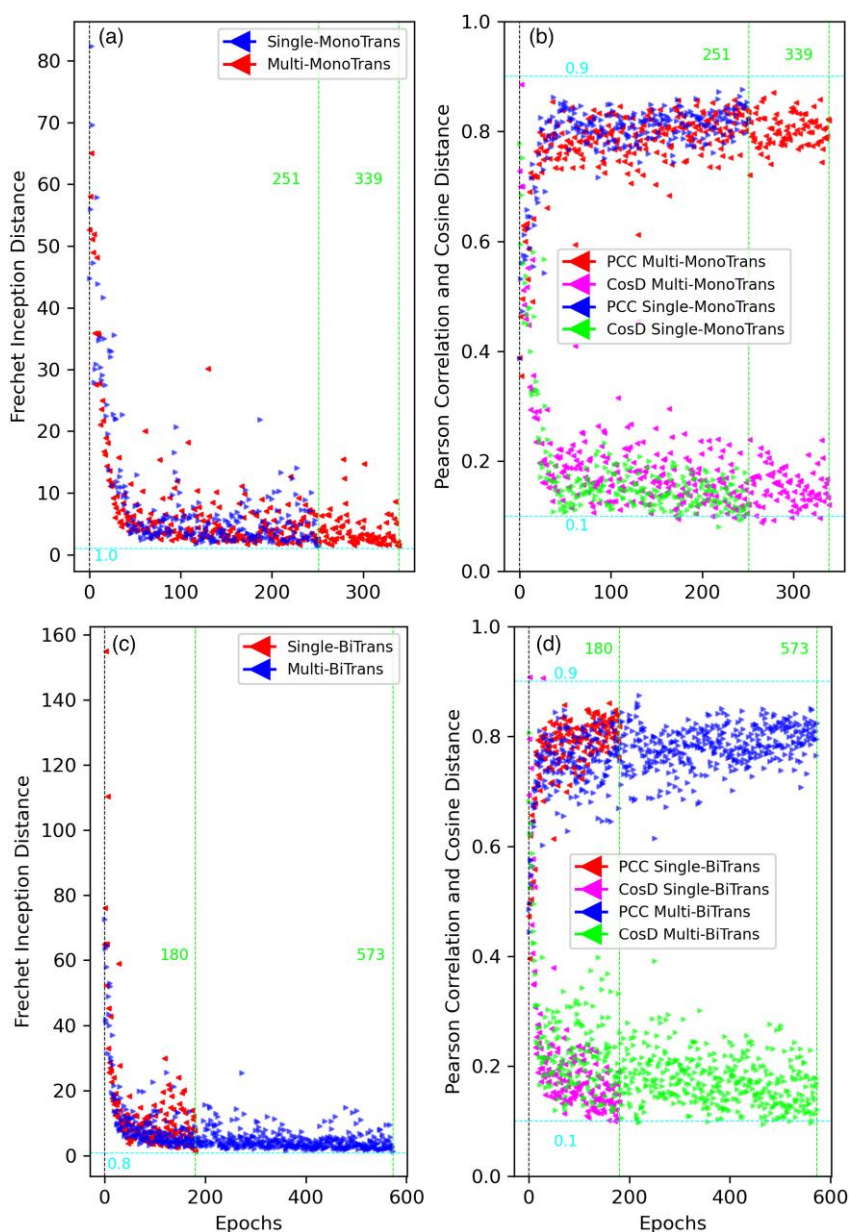 (a)
Single-MonoTrans
Multi-MonoTrans
Frechet Inception Distance
80
70
60
50
40
30
20
10
0
251
339
1.0
0
100
200
300
(b)
251
339
0.9
Pearson Correlation and Cosine Distance
1.0
0.8
0.6
0.4
0.2
0.0
PCC Multi-MonoTrans
CosD Multi-MonoTrans
PCC Single-MonoTrans
CosD Single-MonoTrans
0.1
0
100
200
300
(c)
Single-BiTrans
Multi-BiTrans
Frechet Inception Distance
160
140
120
100
80
60
40
20
0
180
573
0.8
0
200
400
600
Epochs
(d)
180
573
0.9
Pearson Correlation and Cosine Distance
1.0
0.8
0.6
0.4
0.2
0.0
PCC Single-BiTrans
CosD Single-BiTrans
PCC Multi-BiTrans
CosD Multi-BiTrans
0.1
0
200
400
600
Epochs